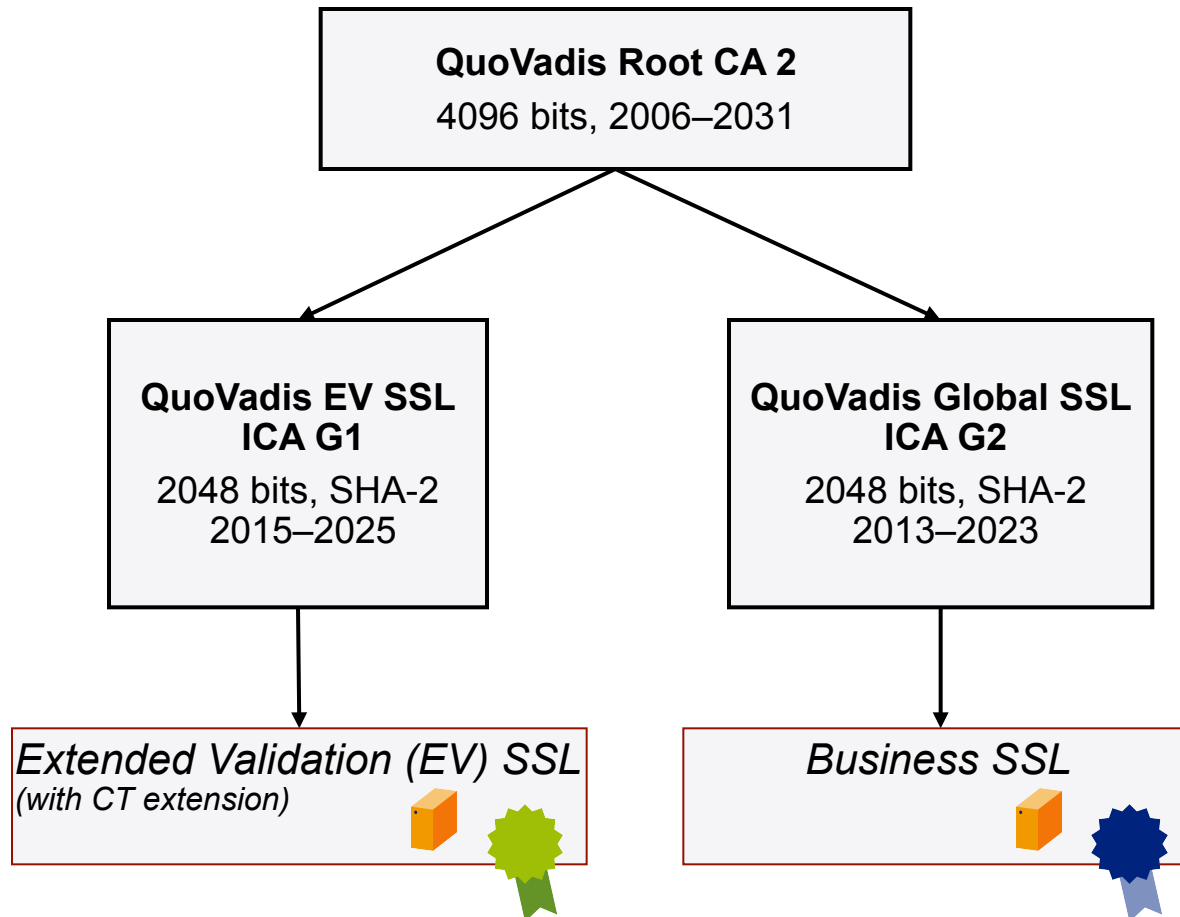 QuoVadis Root CA 2
4096 bits, 2006–2031
QuoVadis EV SSL
ICA G1
2048 bits, SHA-2
2015–2025
QuoVadis Global SSL
ICA G2
2048 bits, SHA-2
2013–2023
Extended Validation (EV) SSL
(with CT extension)
Business SSL